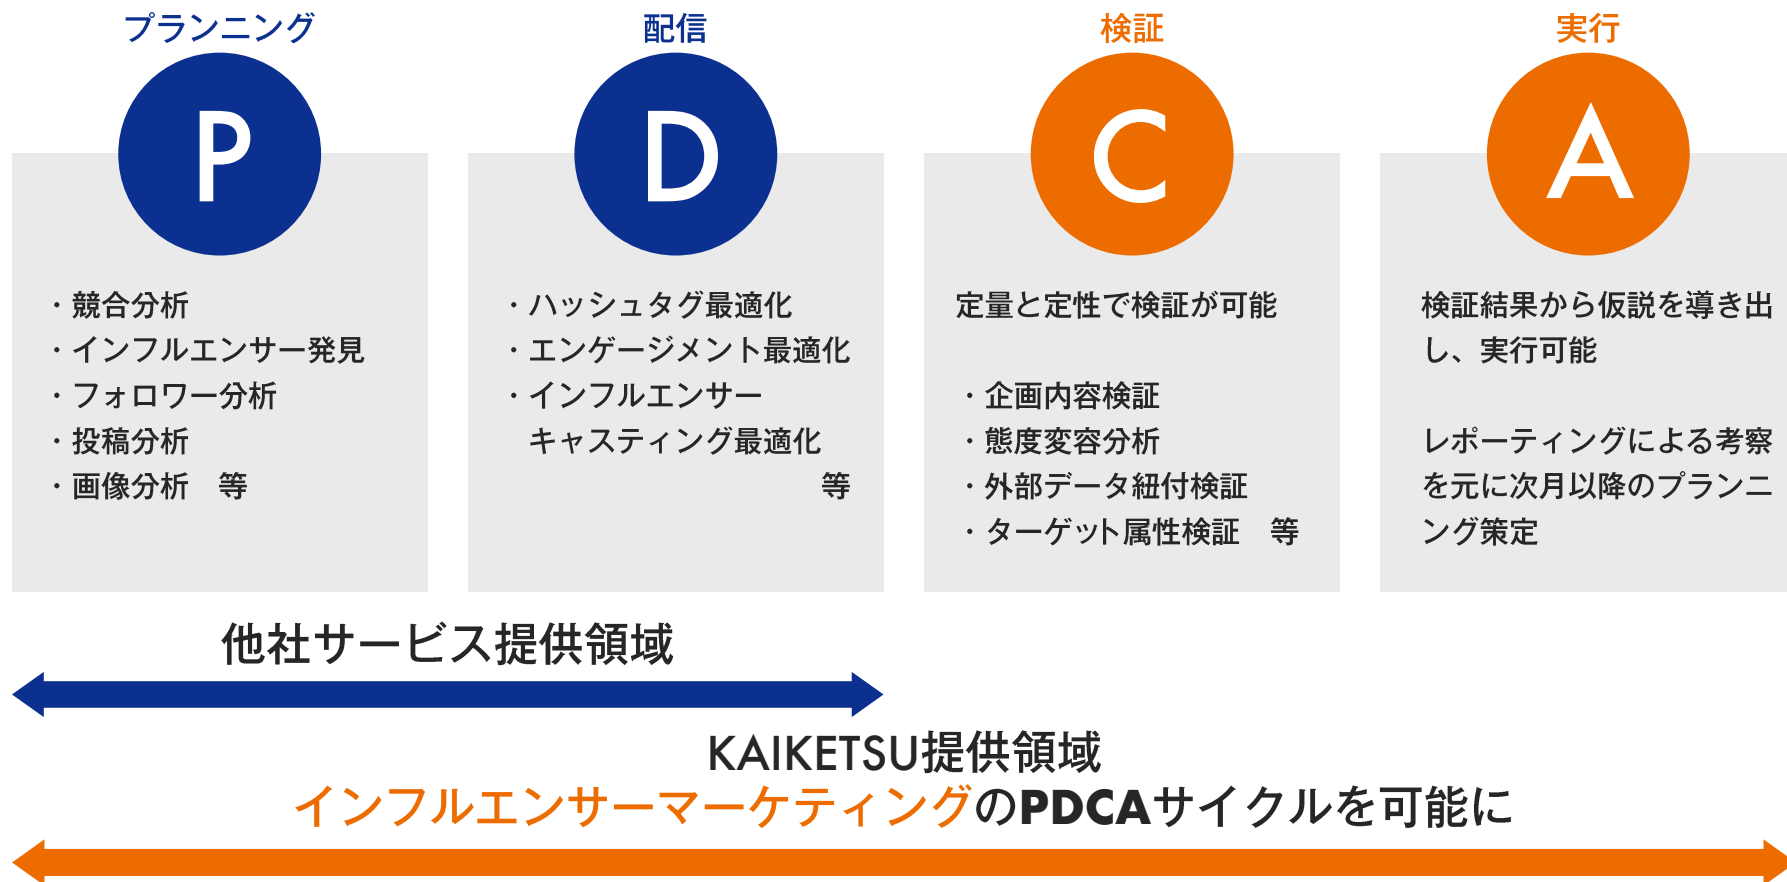 プランニング
P
・競合分析
・インフルエンサー発見
・フォロワー分析
・投稿分析
・画像分析　等
配信
D
・ハッシュタグ最適化
・エンゲージメント最適化
・インフルエンサー
キャスティング最適化
等
検証
C
定量と定性で検証が可能
・企画内容検証
・態度変容分析
・外部データ紐付検証
・ターゲット属性検証　等
実行
A
検証結果から仮説を導き出
し、実行可能
レポーティングによる考察
を元に次月以降のプランニ
ング策定
他社サービス提供領域
KAIKETSU提供領域
インフルエンサーマーケティングのPDCAサイクルを可能に